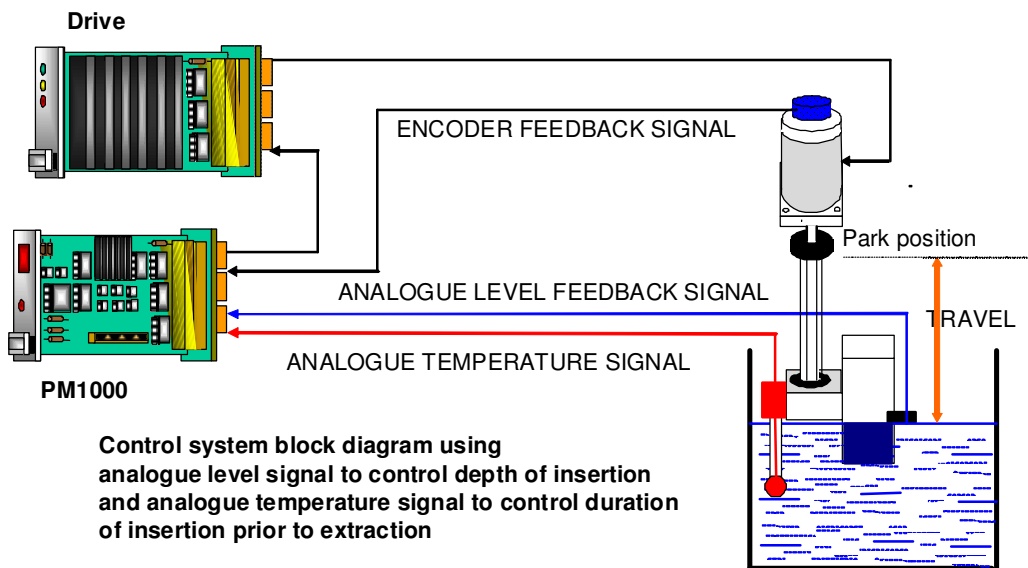 Drive
ENCODER FEEDBACK SIGNAL
Park position
ANALOGUE LEVEL FEEDBACK SIGNAL
TRAVEL
ANALOGUE TEMPERATURE SIGNAL
PM1000
Control system block diagram using
analogue level signal to control depth of insertion
and analogue temperature signal to control duration
of insertion prior to extraction